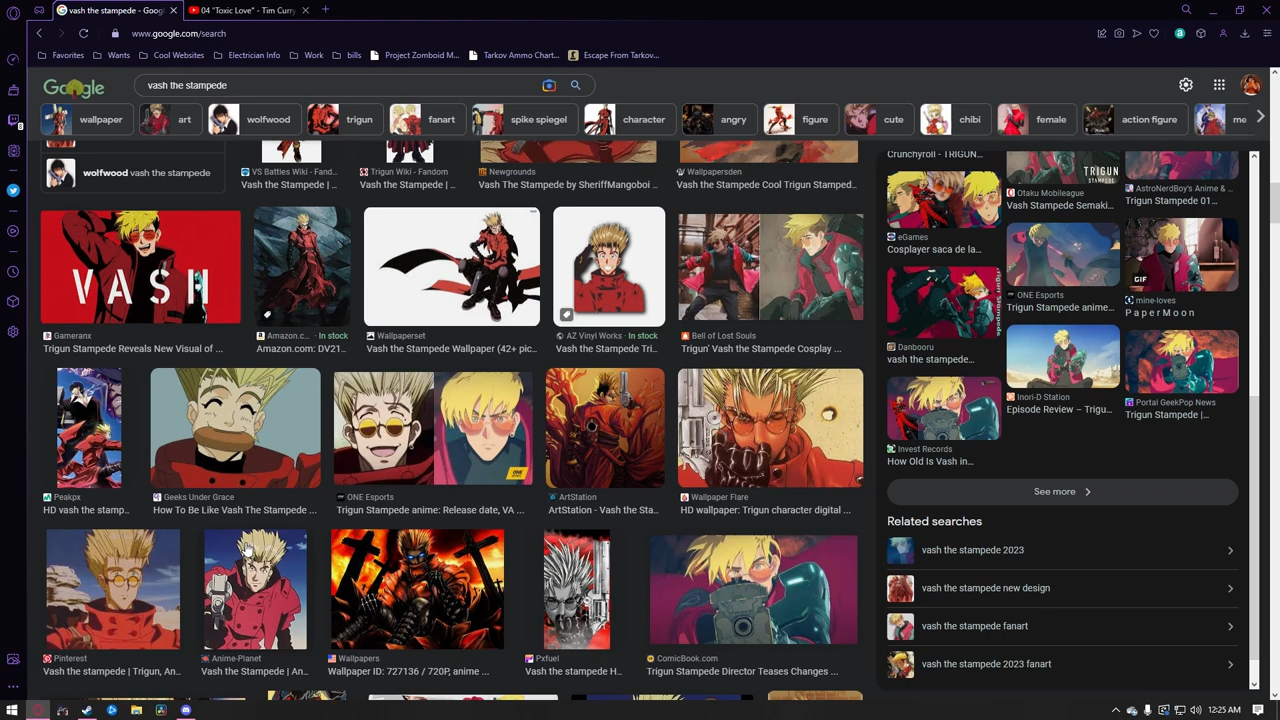 vash the stampede - Googl
04 "Toxic Love" - Tim Curry
www.google.com/search
Favorites
Wants
Cool Websites
Electrician Info
Work
bills
Project Zomboid M...
Tarkov Ammo Chart...
Escape From Tarkov...
Google
vash the stampede
wallpaper
art
wolfwood
trigun
fanart
spike spiegel
character
angry
figure
cute
chibi
female
action figure
me
wolfwood vash the stampede
VS Battles Wiki - Fand...
Vash the Stampede | ...
Trigun Wiki - Fandom
Vash the Stampede | ...
Newgrounds
Vash The Stampede by SheriffMangoboi ...
Wallpapersden
Vash the Stampede Cool Trigun Stamped...
VASH
Gameranx
Trigun Stampede Reveals New Visual of ...
Amazon.c... · In stock
Amazon.com: DV21...
Wallpaperset
Vash the Stampede Wallpaper (42+ pic...
AZ Vinyl Works · In stock
Vash the Stampede Tri...
Bell of Lost Souls
Trigun' Vash the Stampede Cosplay ...
Peakpx
HD vash the stamp...
Geeks Under Grace
How To Be Like Vash The Stampede ...
ONE Esports
Trigun Stampede anime: Release date, VA ...
ArtStation
ArtStation - Vash the Sta...
Wallpaper Flare
HD wallpaper: Trigun character digital ...
Pinterest
Vash the stampede | Trigun, An...
Anime-Planet
Vash the Stampede | An...
Wallpapers
Wallpaper ID: 727136 / 720P, anime ...
Pxfuel
Vash the stampede H...
ComicBook.com
Trigun Stampede Director Teases Changes ...
Crunchyroll - TRIGUN
STAMPED...
eGames
Cosplayer saca de la...
Danbooru
vash the stampede...
Invest Records
How Old Is Vash in...
TRIGUN
STAMPEDE
Otaku Mobileague
Vash Stampede Semaki...
ONE Esports
Trigun Stampede anime...
Inori-D Station
Episode Review – Trigu...
AstroNerdBoy's Anime & ...
Trigun Stampede 01...
GIF
mine-loves
P a p e r M o o n
Portal GeekPop News
Trigun Stampede |...
See more
Related searches
vash the stampede 2023
vash the stampede new design
vash the stampede fanart
vash the stampede 2023 fanart
12:25 AM